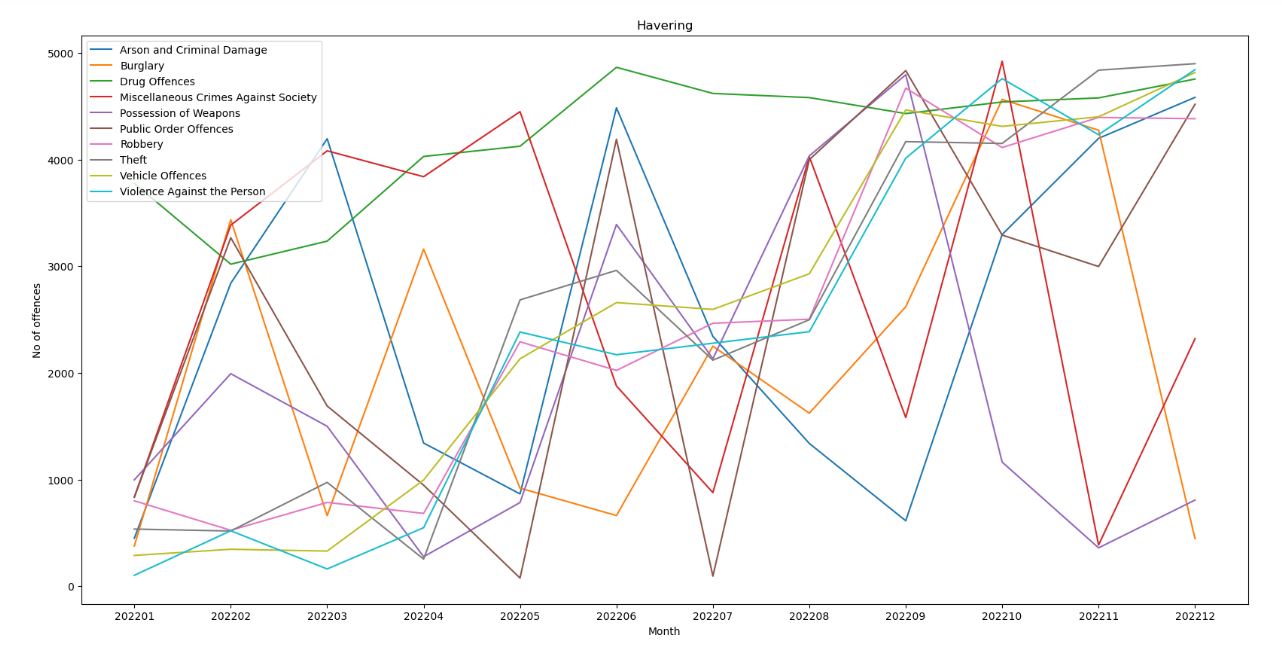 Havering
Arson and Criminal Damage
Burglary
Drug Offences
Miscellaneous Crimes Against Society
Possession of Weapons
Public Order Offences
Robbery
Theft
Vehicle Offences
Violence Against the Person
5000
4000
3000
2000
1000
0
No of offences
202201 202202 202203 202204 202205 202206 202207 202208 202209 202210 202211 202212
Month